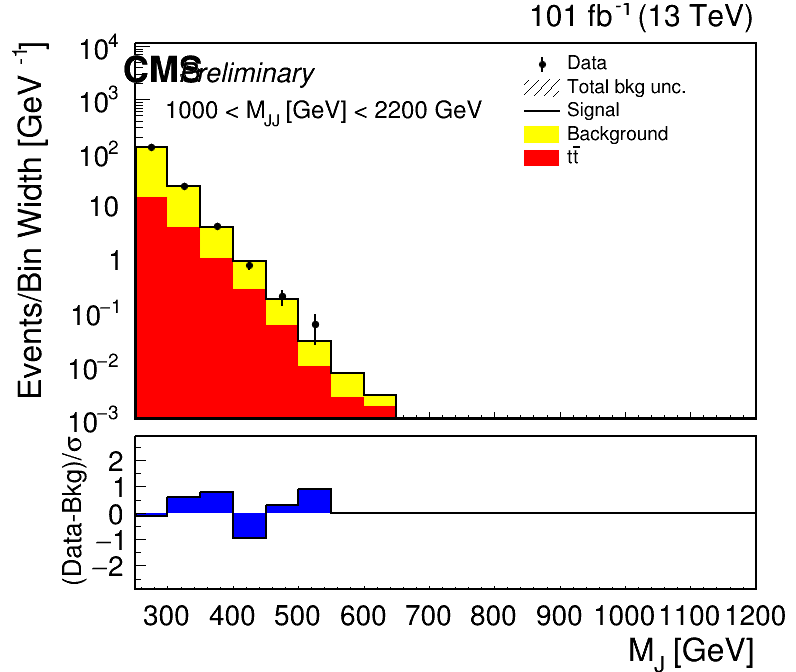 101 fb⁻¹ (13 TeV)
CMS Preliminary
1000 < M_JJ [GeV] < 2200 GeV
Data
Total bkg unc.
Signal
Background
tt̄
Events/Bin Width [GeV⁻¹]
10⁴
10³
10²
10
1
10⁻¹
10⁻²
10⁻³
(Data-Bkg)/σ
2
1
0
−1
−2
300 400 500 600 700 800 900 1000 1100 1200
M_J [GeV]